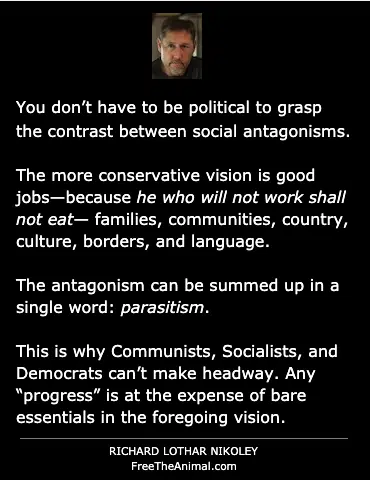 You don’t have to be political to grasp
the contrast between social antagonisms.
The more conservative vision is good
jobs—because he who will not work shall
not eat— families, communities, country,
culture, borders, and language.
The antagonism can be summed up in a
single word: parasitism.
This is why Communists, Socialists, and
Democrats can’t make headway. Any
“progress” is at the expense of bare
essentials in the foregoing vision.
RICHARD LOTHAR NIKOLEY
FreeTheAnimal.com